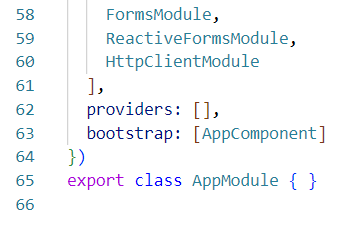 58 FormsModule,
59 ReactiveFormsModule,
60 HttpClientModule
61 ],
62 providers: [],
63 bootstrap: [AppComponent]
64 })
65 export class AppModule { }
66